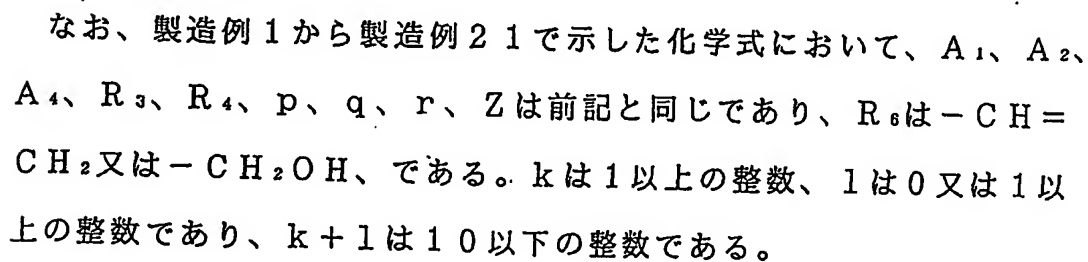 なお、製造例１から製造例２１で示した化学式において、Ａ₁、Ａ₂、
Ａ₄、Ｒ₃、Ｒ₄、ｐ、ｑ、ｒ、Ｚは前記と同じであり、Ｒ₆は－ＣＨ＝
ＣＨ₂又は－ＣＨ₂ＯＨ、である。ｋは１以上の整数、ｌは０又は１以
上の整数であり、ｋ＋ｌは１０以下の整数である。